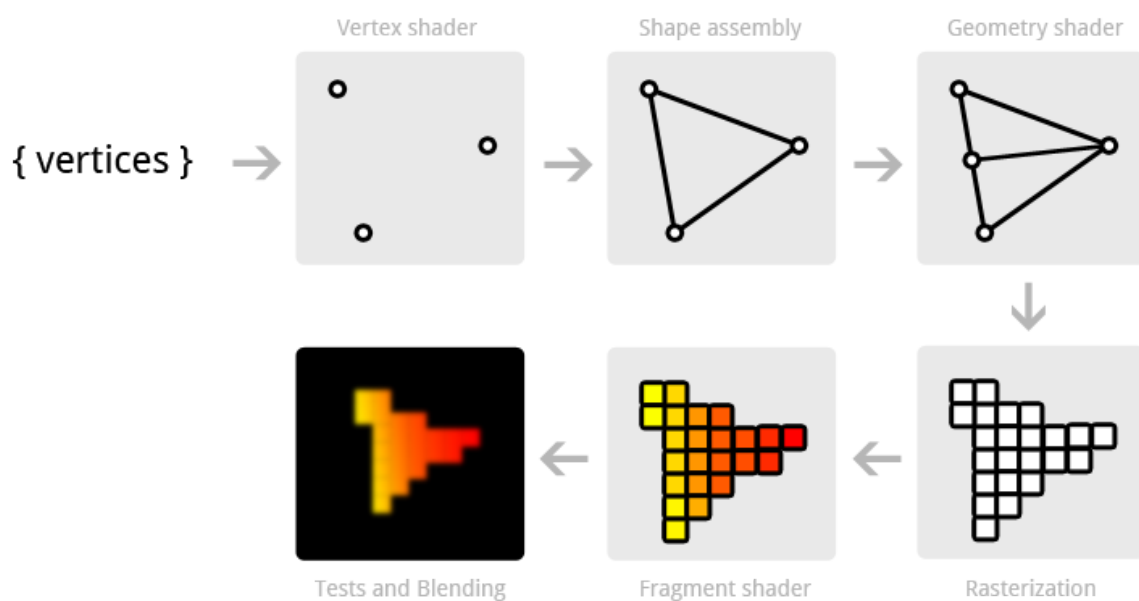 Vertex shader
Shape assembly
Geometry shader
{ vertices }
Tests and Blending
Fragment shader
Rasterization